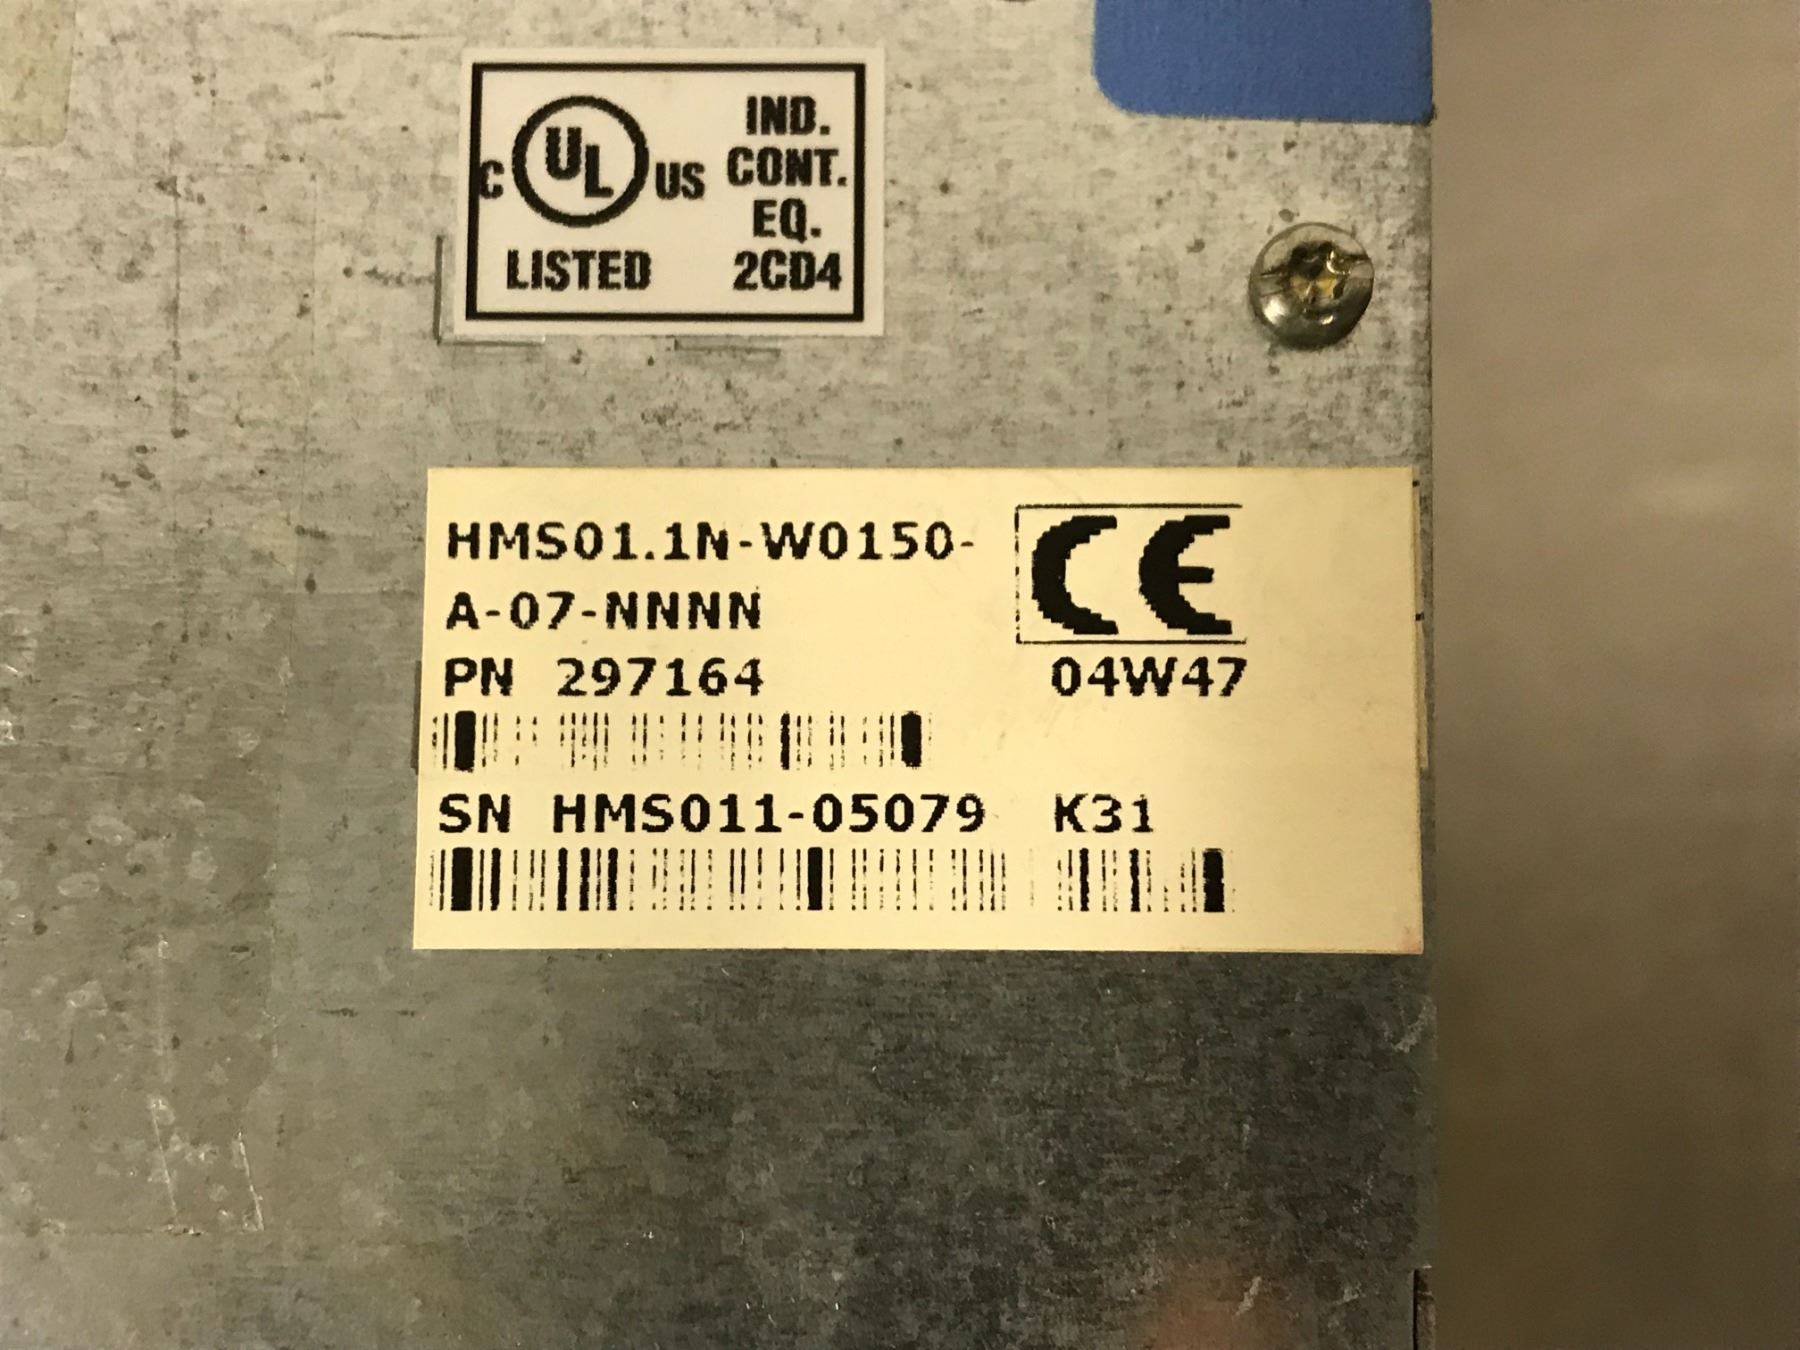 C UL US IND.
CONT.
EQ.
LISTED 2CD4
HMS01.1N-W0150-
A-07-NNNN
CE
PN 297164 04W47
SN HMS011-05079 K31